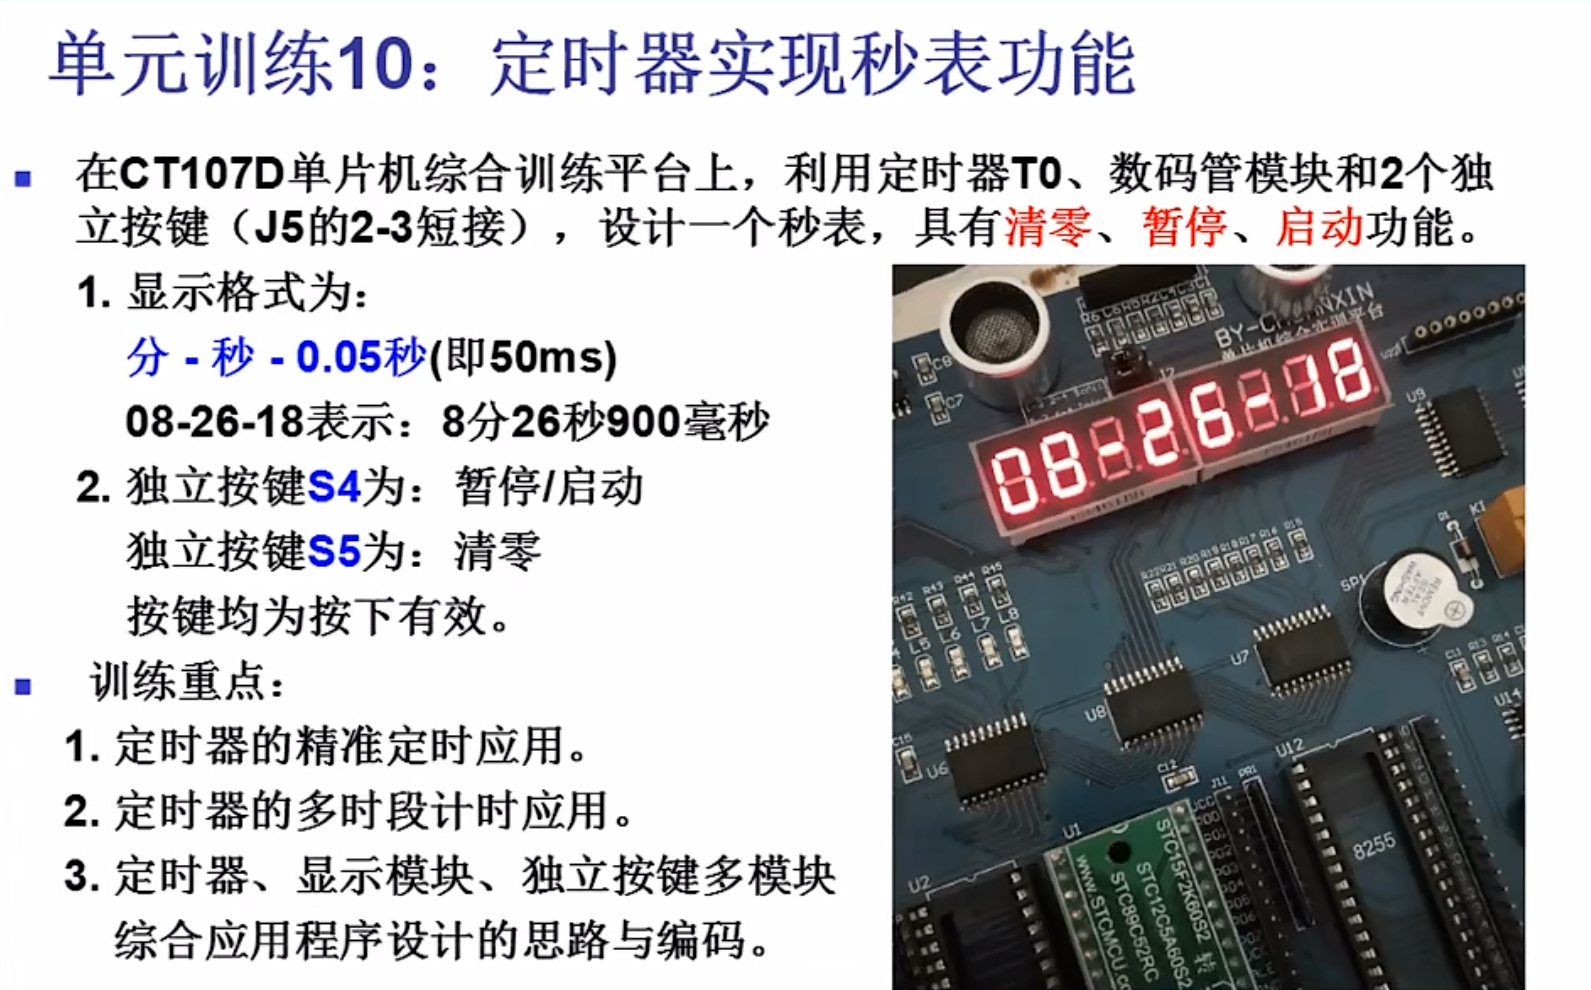 单元训练10：定时器实现秒表功能
在CT107D单片机综合训练平台上，利用定时器T0、数码管模块和2个独
立按键（J5的2-3短接），设计一个秒表，具有清零、暂停、启动功能。
1. 显示格式为：
分 - 秒 - 0.05秒(即50ms)
08-26-18表示：8分26秒900毫秒
2. 独立按键S4为：暂停/启动
独立按键S5为：清零
按键均为按下有效。
训练重点：
1. 定时器的精准定时应用。
2. 定时器的多时段计时应用。
3. 定时器、显示模块、独立按键多模块
综合应用程序设计的思路与编码。
08-26-18
C8
C7
U9
K1
SP1
R42
R43
R44
R45
L5
L6
L7
L8
U7
U8
U6
C12
U12
J11
PR1
U14
U1
U2
8255
STC15F2K60S2
STC12C5A60S2
STC89C52RC